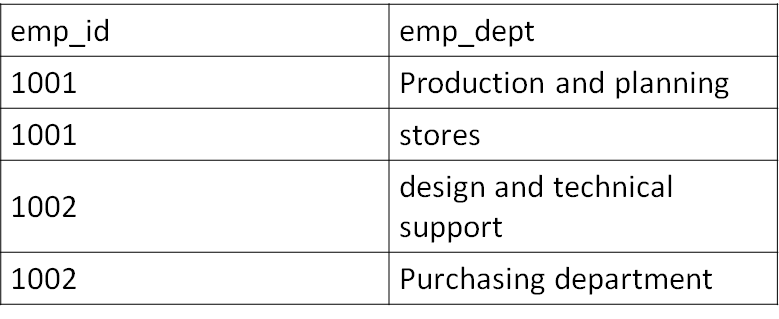 emp_id emp_dept
1001 Production and planning
1001 stores
1002 design and technical
support
1002 Purchasing department